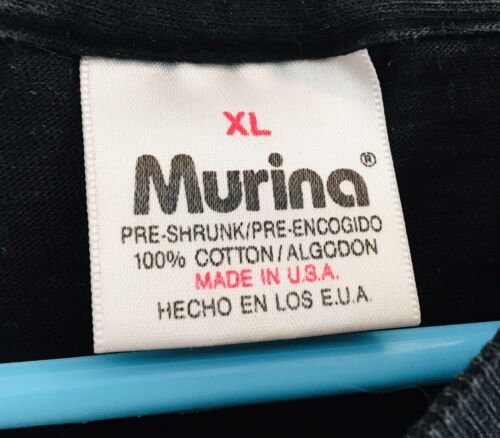 XL
Murina®
PRE-SHRUNK/PRE-ENCOGIDO
100% COTTON/ALGODON
MADE IN U.S.A.
HECHO EN LOS E.U.A.